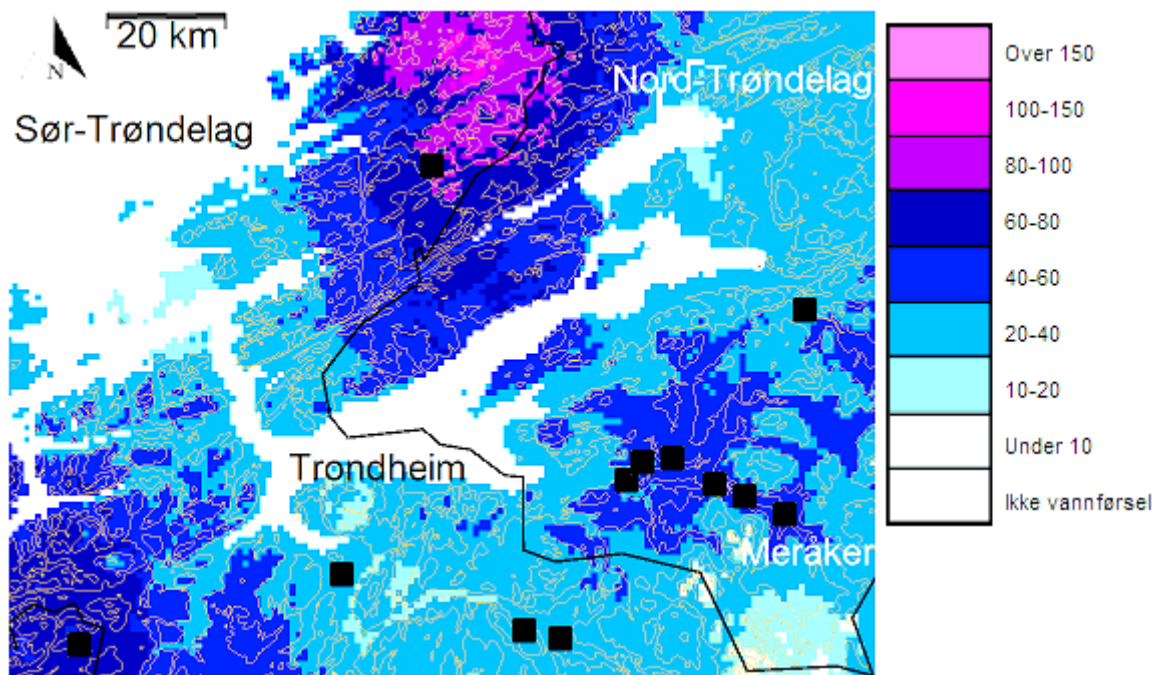 20 km
N
Sør-Trøndelag
Nord-Trøndelag
Trondheim
Meråker
Over 150
100-150
80-100
60-80
40-60
20-40
10-20
Under 10
Ikke vannførsel